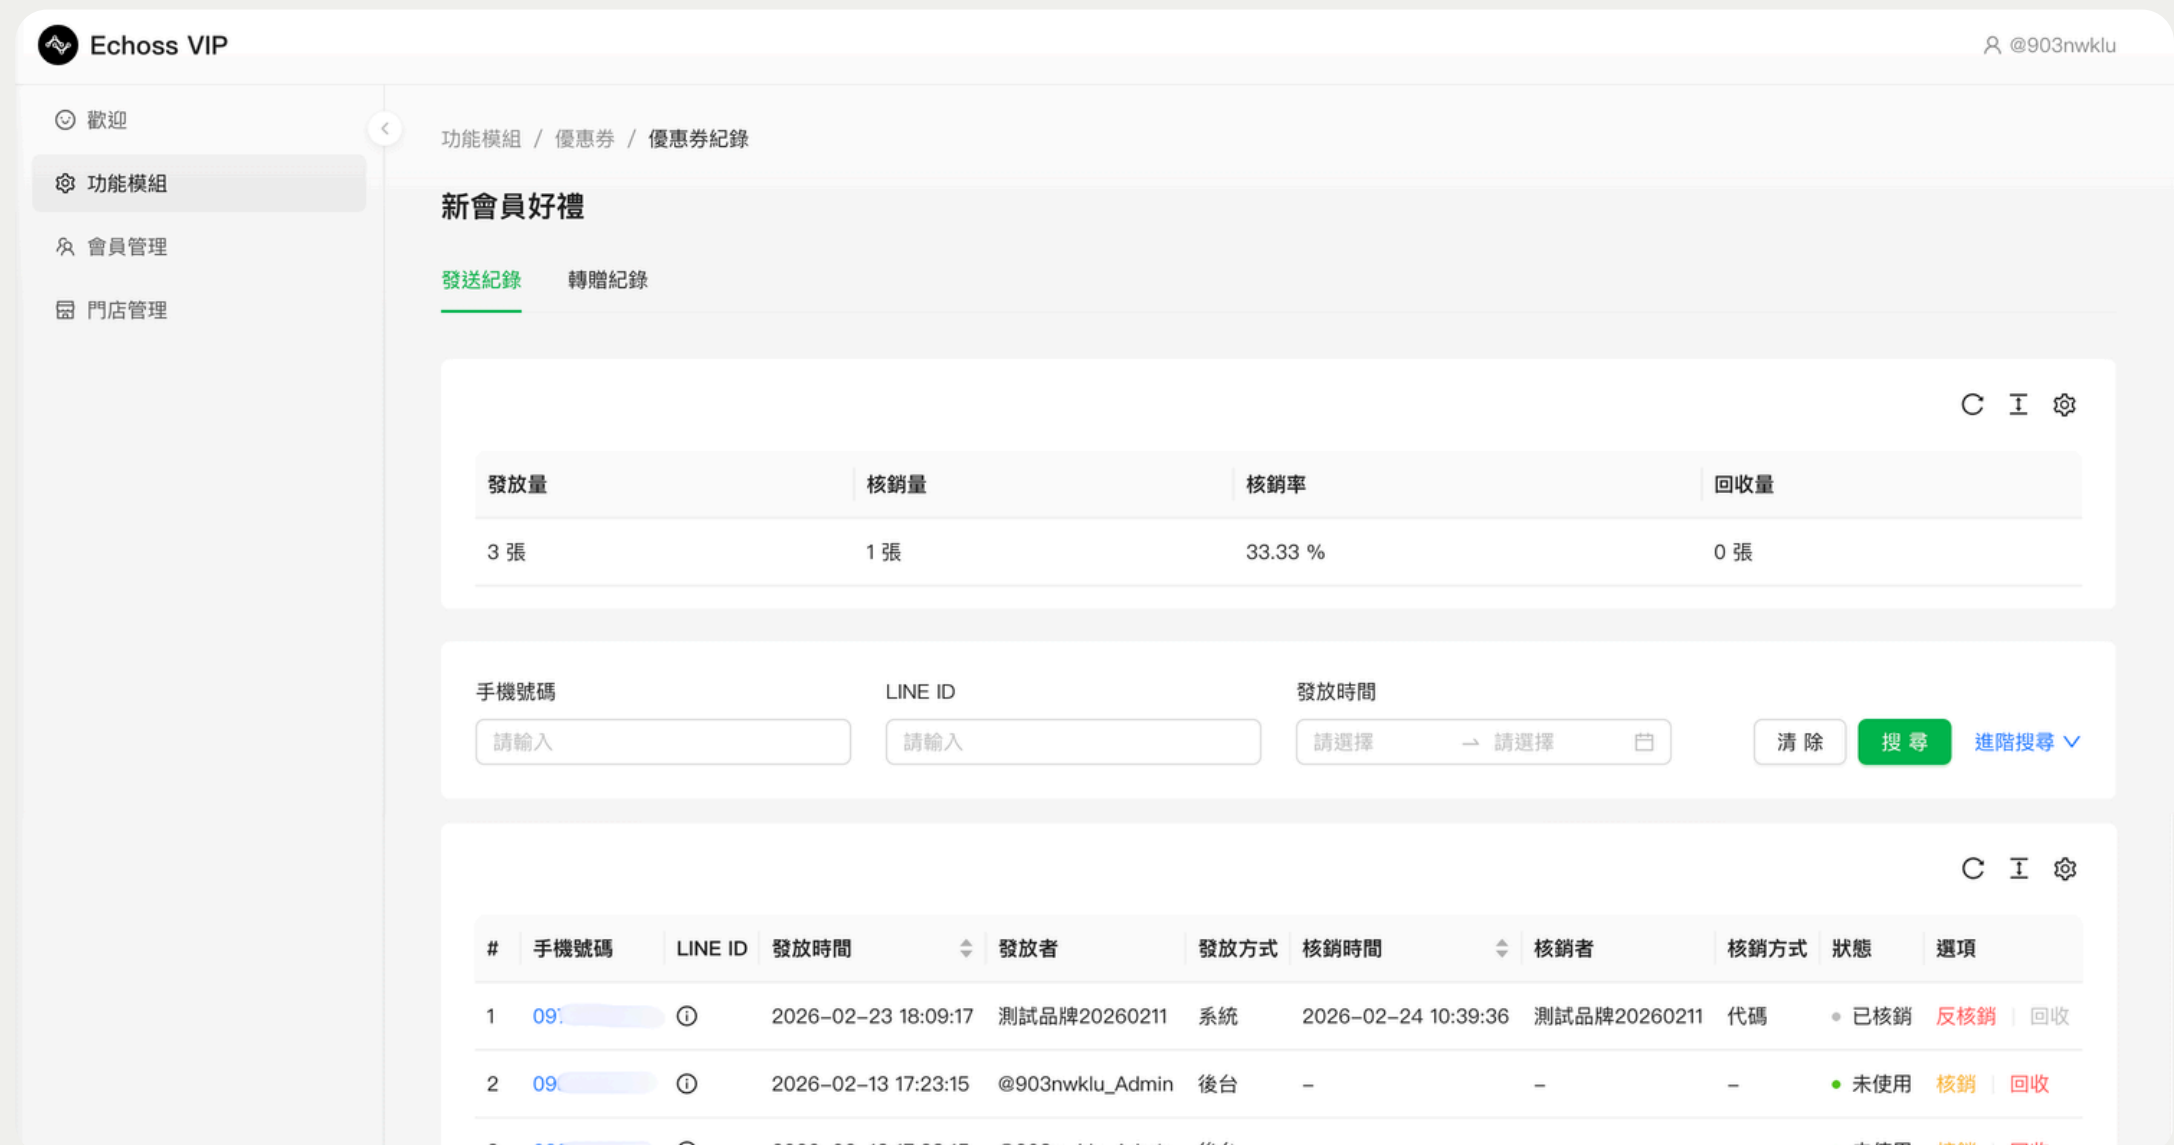 Echoss VIP
@903nwklu
歡迎
功能模組
會員管理
門店管理
功能模組 / 優惠券 / 優惠券紀錄
新會員好禮
發送紀錄 轉贈紀錄
發放量 核銷量 核銷率 回收量
3 張 1 張 33.33 % 0 張
手機號碼 LINE ID 發放時間
請輸入 請輸入 請選擇 → 請選擇 清 除 搜 尋 進階搜尋
# 手機號碼 LINE ID 發放時間 發放者 發放方式 核銷時間 核銷者 核銷方式 狀態 選項
1 097 2026-02-23 18:09:17 測試品牌20260211 系統 2026-02-24 10:39:36 測試品牌20260211 代碼 已核銷 反核銷 回收
2 09 2026-02-13 17:23:15 @903nwklu_Admin 後台 - - - 未使用 核銷 回收